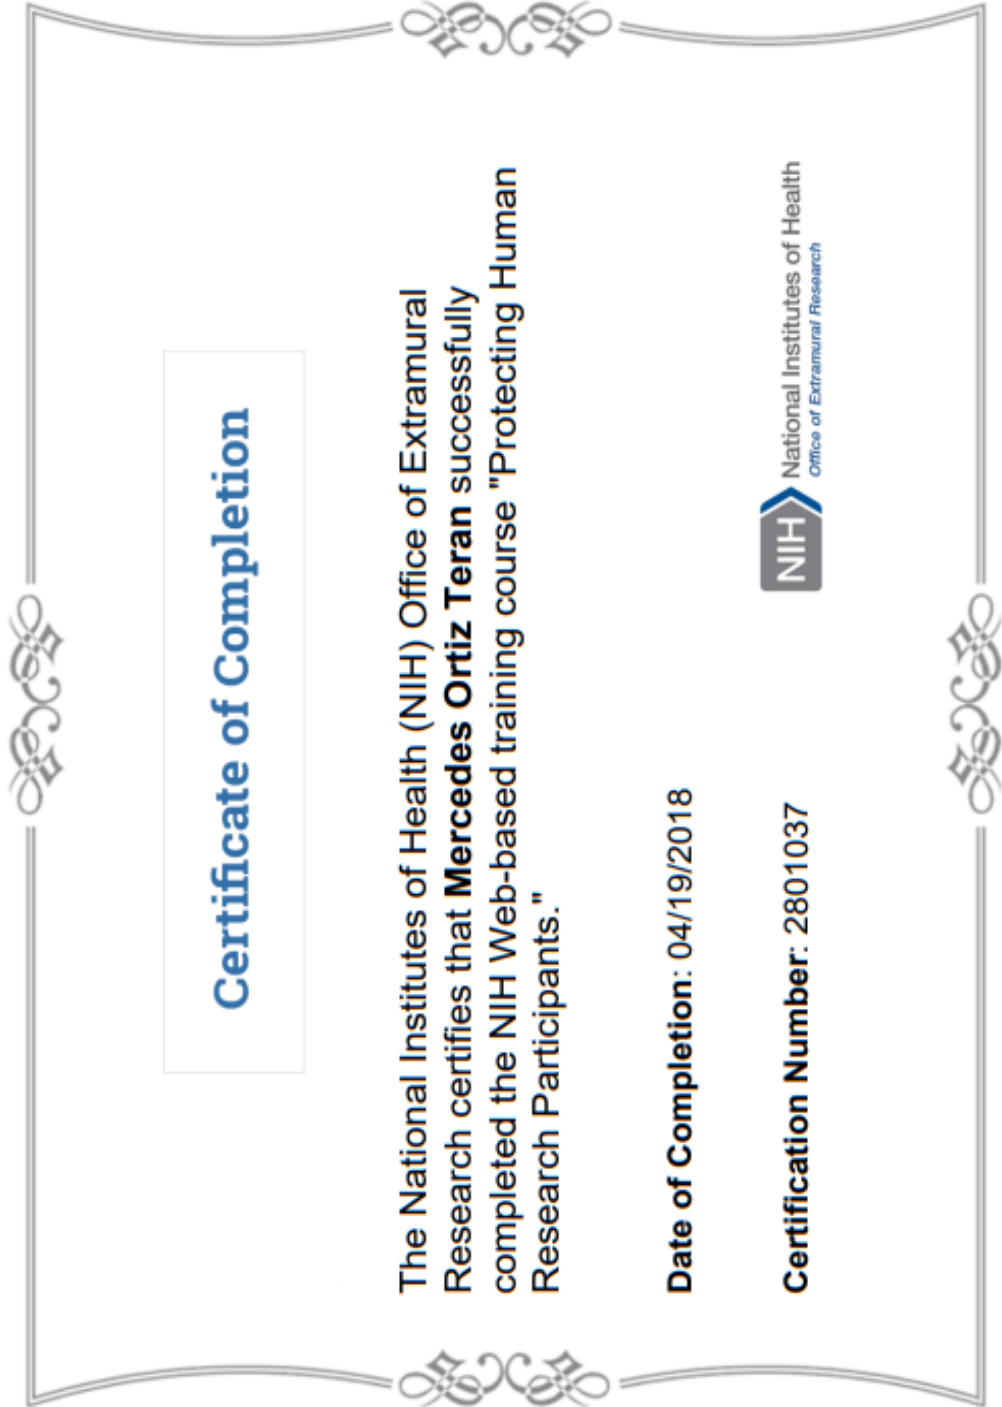 Certificate of Completion
The National Institutes of Health (NIH) Office of Extramural
Research certifies that Mercedes Ortiz Teran successfully
completed the NIH Web-based training course "Protecting Human
Research Participants."
Date of Completion: 04/19/2018
Certification Number: 2801037
NIH
National Institutes of Health
Office of Extramural Research